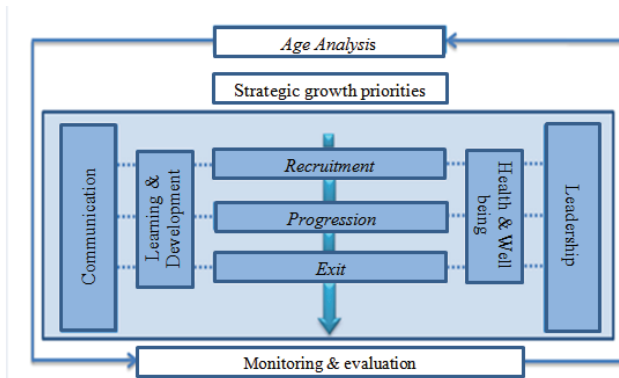 Age Analysis
Strategic growth priorities
Communication
Learning &
Development
Recruitment
Progression
Exit
Health & Well
being
Leadership
Monitoring & evaluation